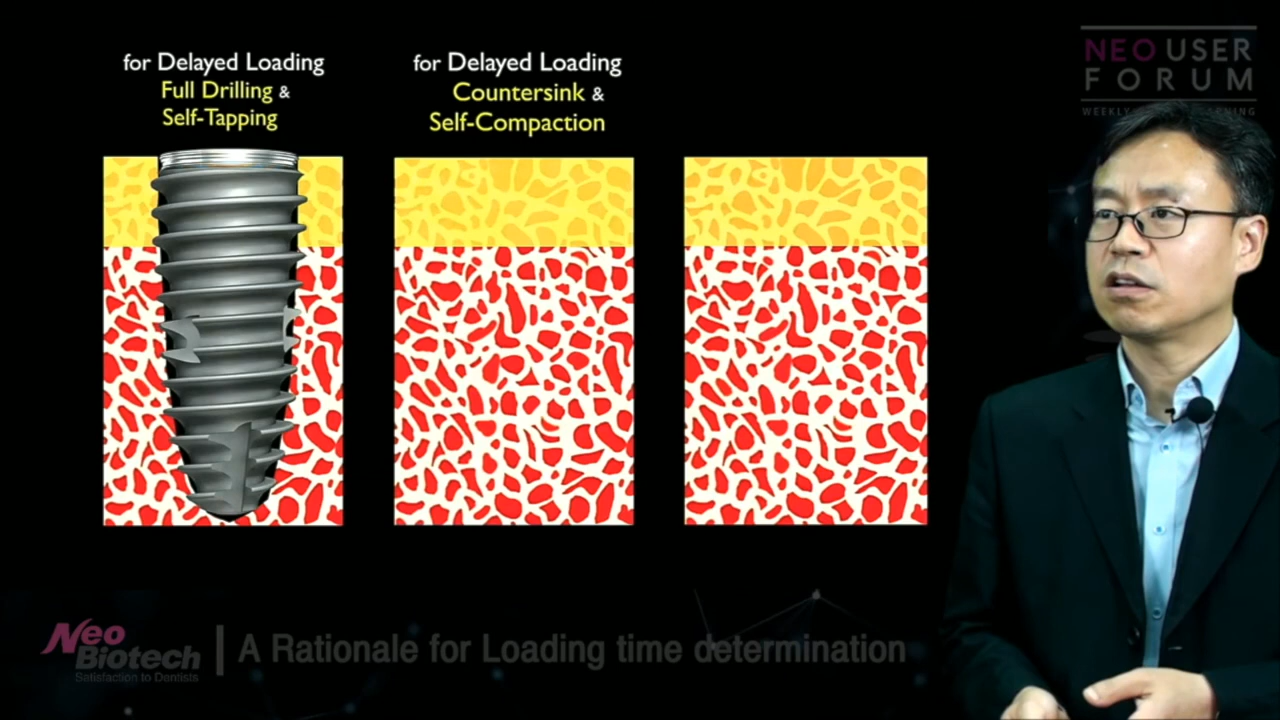 for Delayed Loading
Full Drilling &
Self-Tapping
for Delayed Loading
Countersink &
Self-Compaction
NEO USER
FORUM
WEEKLY
Neo
Biotech
Satisfaction to Dentists
A Rationale for Loading time determination